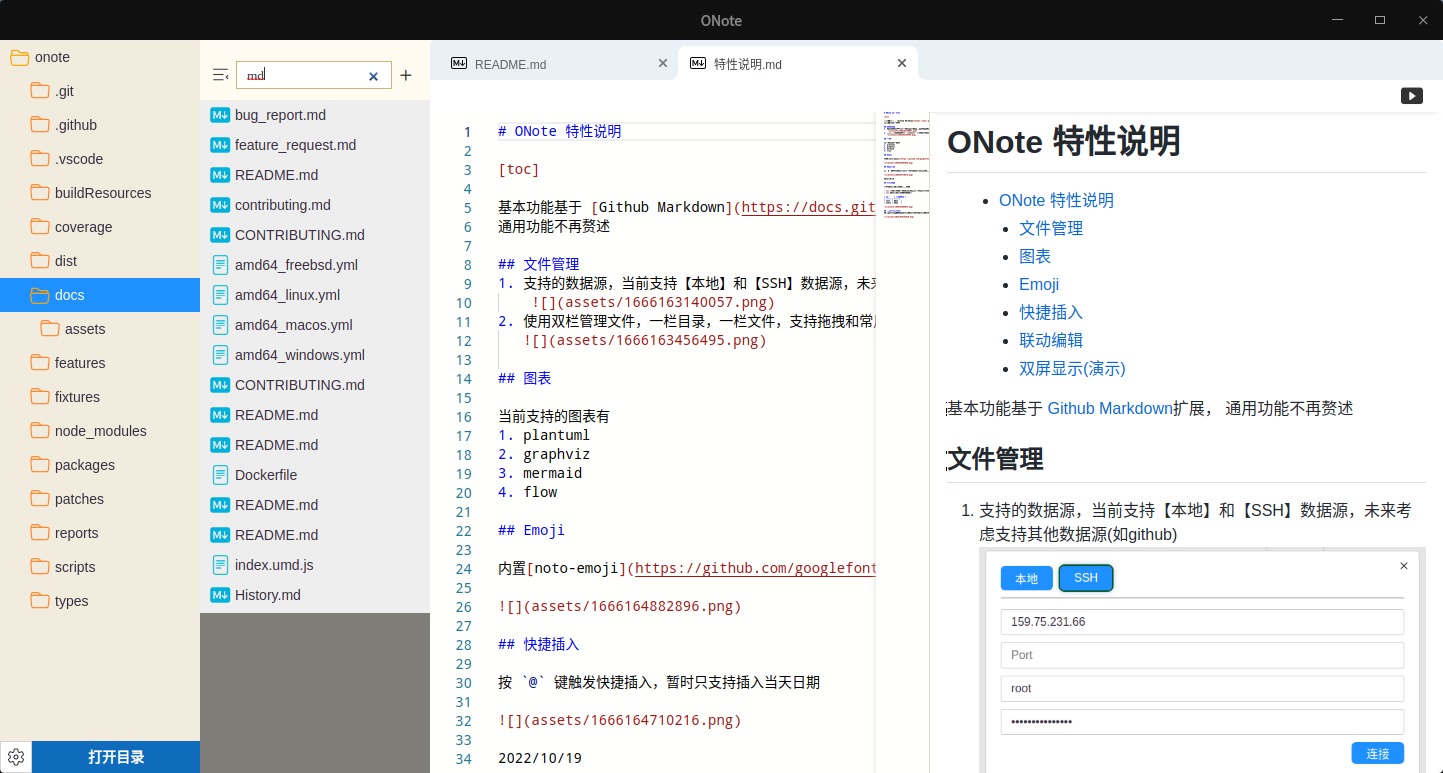 ONote
onote
.git
.github
.vscode
buildResources
coverage
dist
docs
assets
features
fixtures
node_modules
packages
patches
reports
scripts
types
打开目录
md
bug_report.md
feature_request.md
README.md
contributing.md
CONTRIBUTING.md
amd64_freebsd.yml
amd64_linux.yml
amd64_macos.yml
amd64_windows.yml
CONTRIBUTING.md
README.md
README.md
Dockerfile
README.md
README.md
index.umd.js
History.md
README.md
特性说明.md
1 # ONote 特性说明
2
3 [toc]
4
5 基本功能基于 [Github Markdown](https://docs.git
6 通用功能不再赘述
7
8 ## 文件管理
9 1. 支持的数据源，当前支持【本地】和【SSH】数据源，未来
10 ![](assets/1666163140057.png)
11 2. 使用双栏管理文件，一栏目录，一栏文件，支持拖拽和常
12 ![](assets/1666163456495.png)
13
14 ## 图表
15
16 当前支持的图表有
17 1. plantuml
18 2. graphviz
19 3. mermaid
20 4. flow
21
22 ## Emoji
23
24 内置[noto-emoji](https://github.com/googlefont
25
26 ![](assets/1666164882896.png)
27
28 ## 快捷插入
29
30 按 `@` 键触发快捷插入，暂时只支持插入当天日期
31
32 ![](assets/1666164710216.png)
33
34 2022/10/19
ONote 特性说明
ONote 特性说明
文件管理
图表
Emoji
快捷插入
联动编辑
双屏显示(演示)
基本功能基于 Github Markdown扩展， 通用功能不再赘述
文件管理
1. 支持的数据源，当前支持【本地】和【SSH】数据源，未来考
虑支持其他数据源(如github)
本地 SSH
159.75.231.66
Port
root
连接